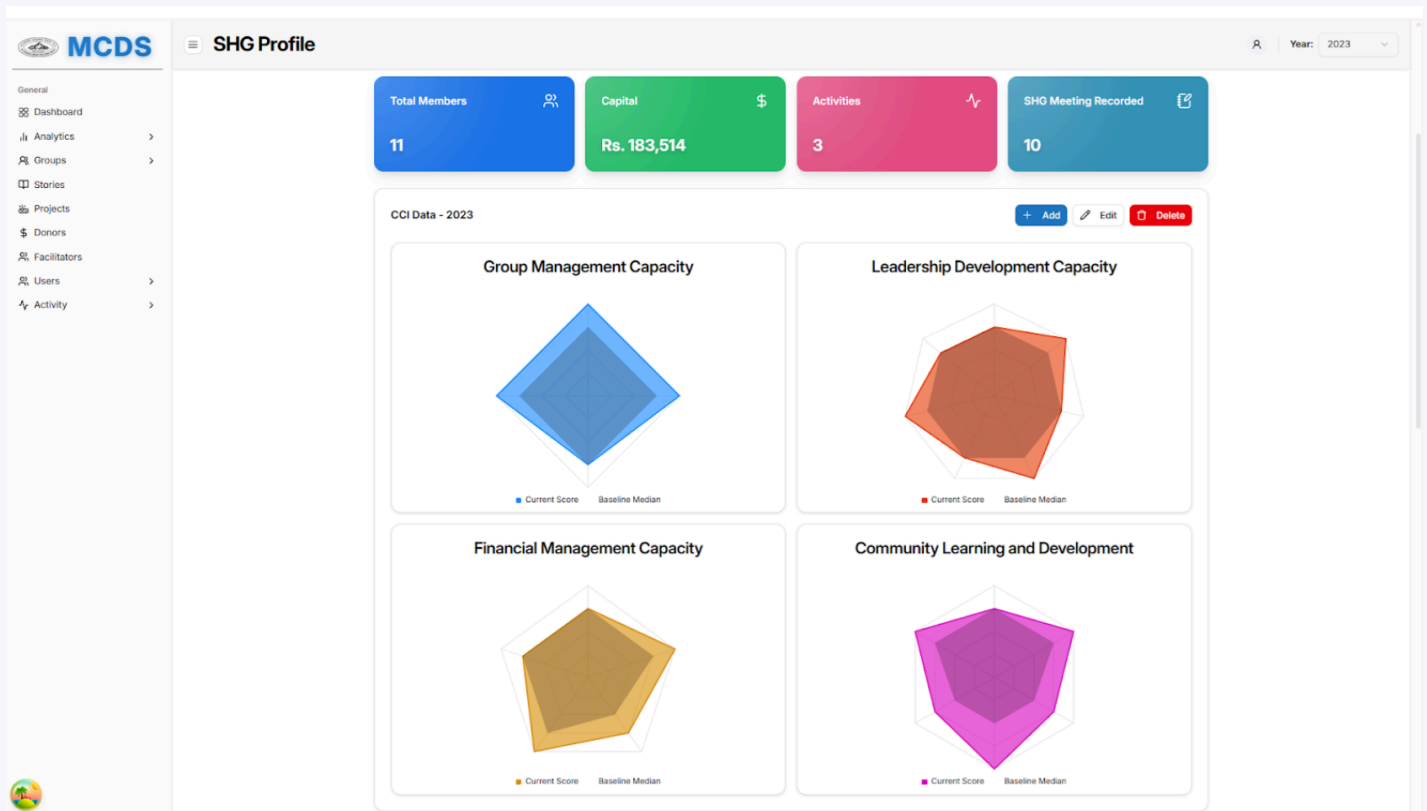 MCDS
SHG Profile
Year: 2023
General
Dashboard
Analytics
Groups
Stories
Projects
Donors
Facilitators
Users
Activity
Total Members
11
Capital
$
Rs. 183,514
Activities
3
SHG Meeting Recorded
10
CCI Data - 2023
+ Add
Edit
Delete
Group Management Capacity
Current Score Baseline Median
Leadership Development Capacity
Current Score Baseline Median
Financial Management Capacity
Current Score Baseline Median
Community Learning and Development
Current Score Baseline Median